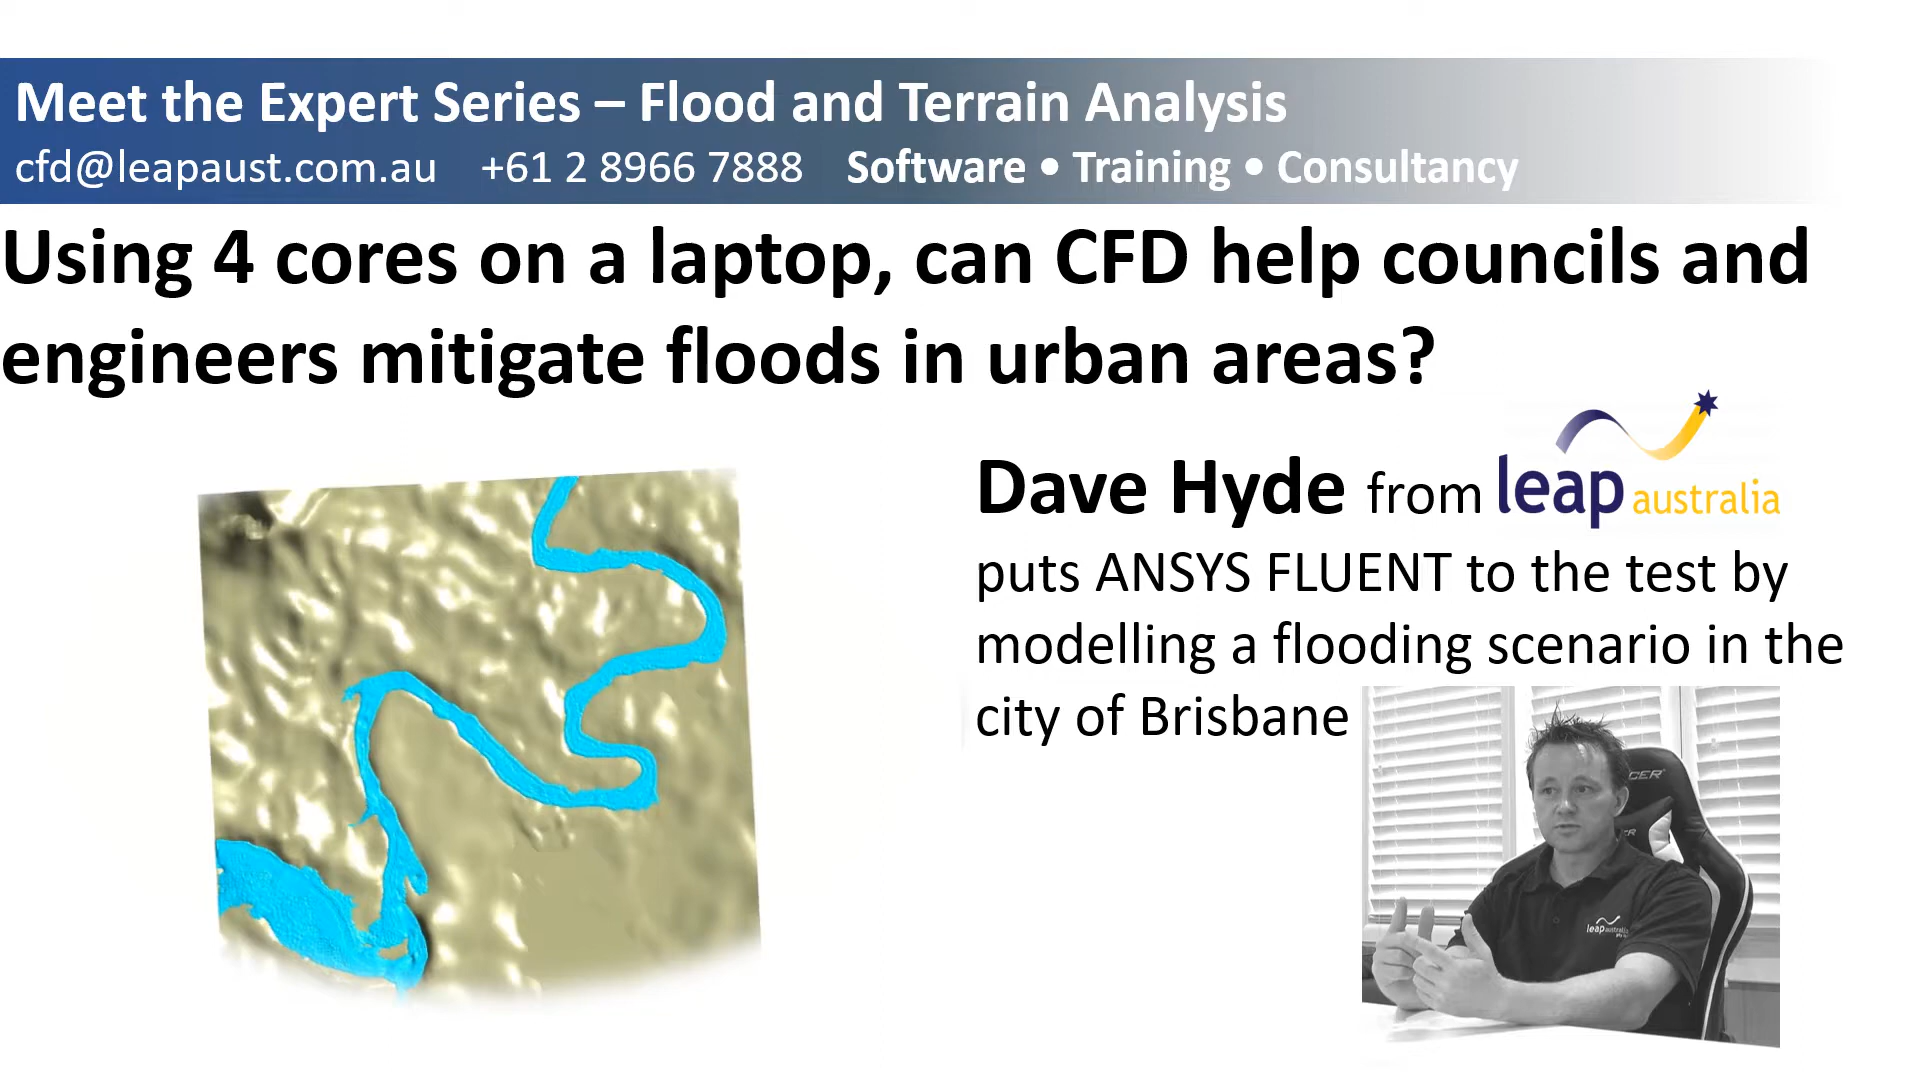 Meet the Expert Series – Flood and Terrain Analysis
cfd@leapaust.com.au +61 2 8966 7888 Software • Training • Consultancy
Using 4 cores on a laptop, can CFD help councils and
engineers mitigate floods in urban areas?
Dave Hyde from leap australia
puts ANSYS FLUENT to the test by
modelling a flooding scenario in the
city of Brisbane
leap australia